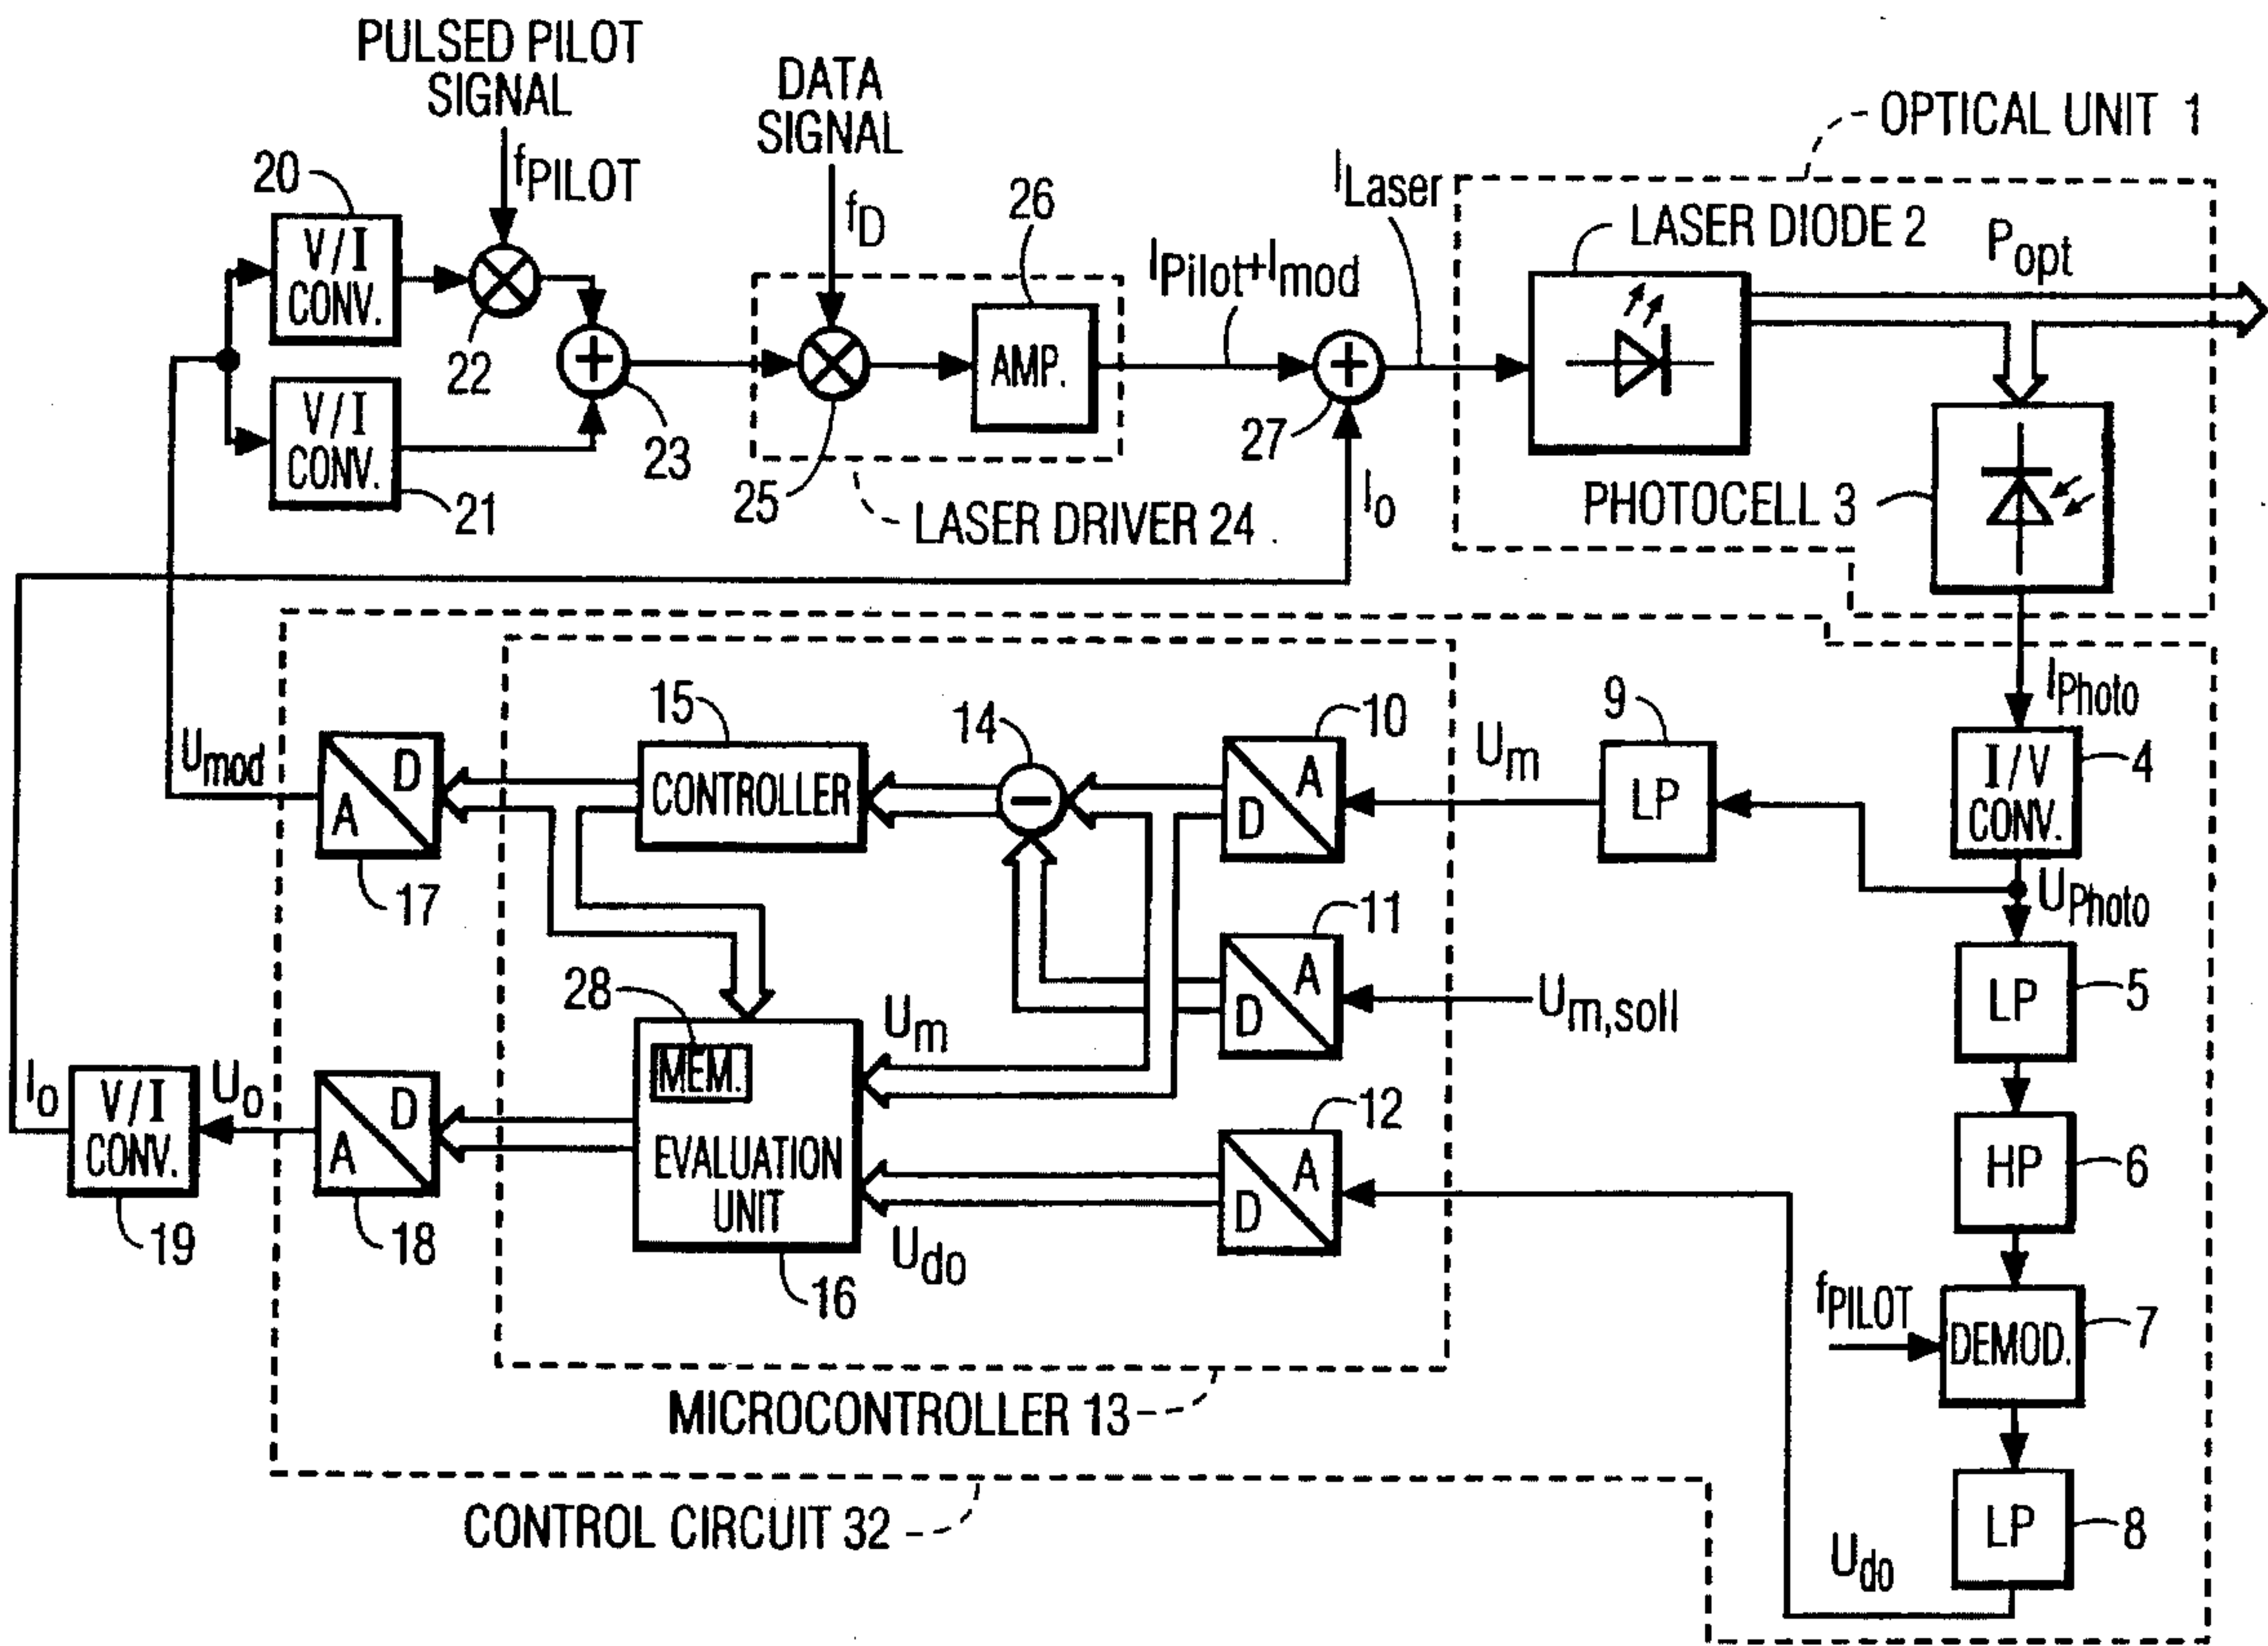 PULSED PILOT
SIGNAL
fPILOT
DATA
SIGNAL
fD
OPTICAL UNIT 1
20
V/I
CONV.
22
V/I
CONV.
21
23
25
26
AMP.
LASER DRIVER 24
IPilot+Imod
ILaser
27
Io
LASER DIODE 2
Popt
PHOTOCELL 3
IPhoto
I/V
CONV.
4
UPhoto
LP
5
HP
6
fPILOT
DEMOD.
7
LP
8
Udo
9
LP
Um
10
A
D
11
A
D
Um,soll
12
A
D
14
15
CONTROLLER
Umod
D
A
17
28
MEM.
EVALUATION
UNIT
16
Um
Udo
Io
V/I
CONV.
19
Uo
D
A
18
MICROCONTROLLER 13
CONTROL CIRCUIT 32